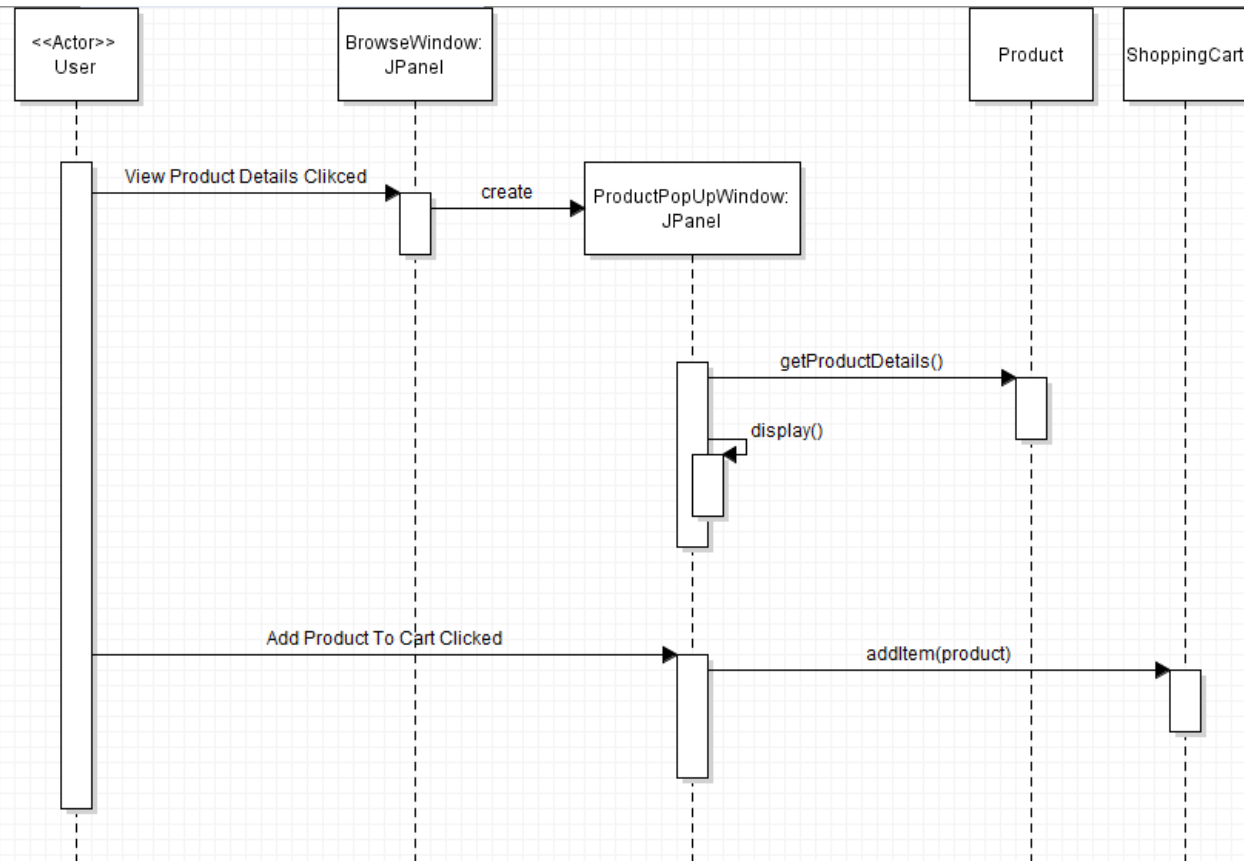 <<Actor>>
User
BrowseWindow:
JPanel
Product
ShoppingCart
View Product Details Clikced
create
ProductPopUpWindow:
JPanel
getProductDetails()
display()
Add Product To Cart Clicked
addItem(product)